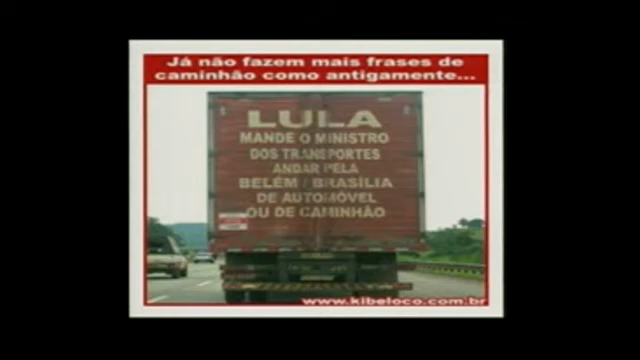 Já não fazem mais frases de
caminhão como antigamente...
LULA
MANDE O MINISTRO
DOS TRANSPORTES
ANDAR PELA
BELÉM / BRASÍLIA
DE AUTOMÓVEL
OU DE CAMINHÃO
www.kibeloco.com.br